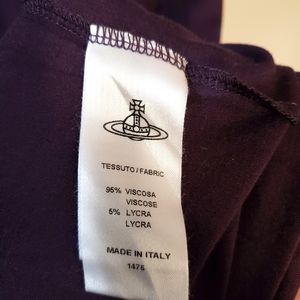 TESSUTO / FABRIC
95% VISCOSA
VISCOSE
5% LYCRA
LYCRA
MADE IN ITALY
1475